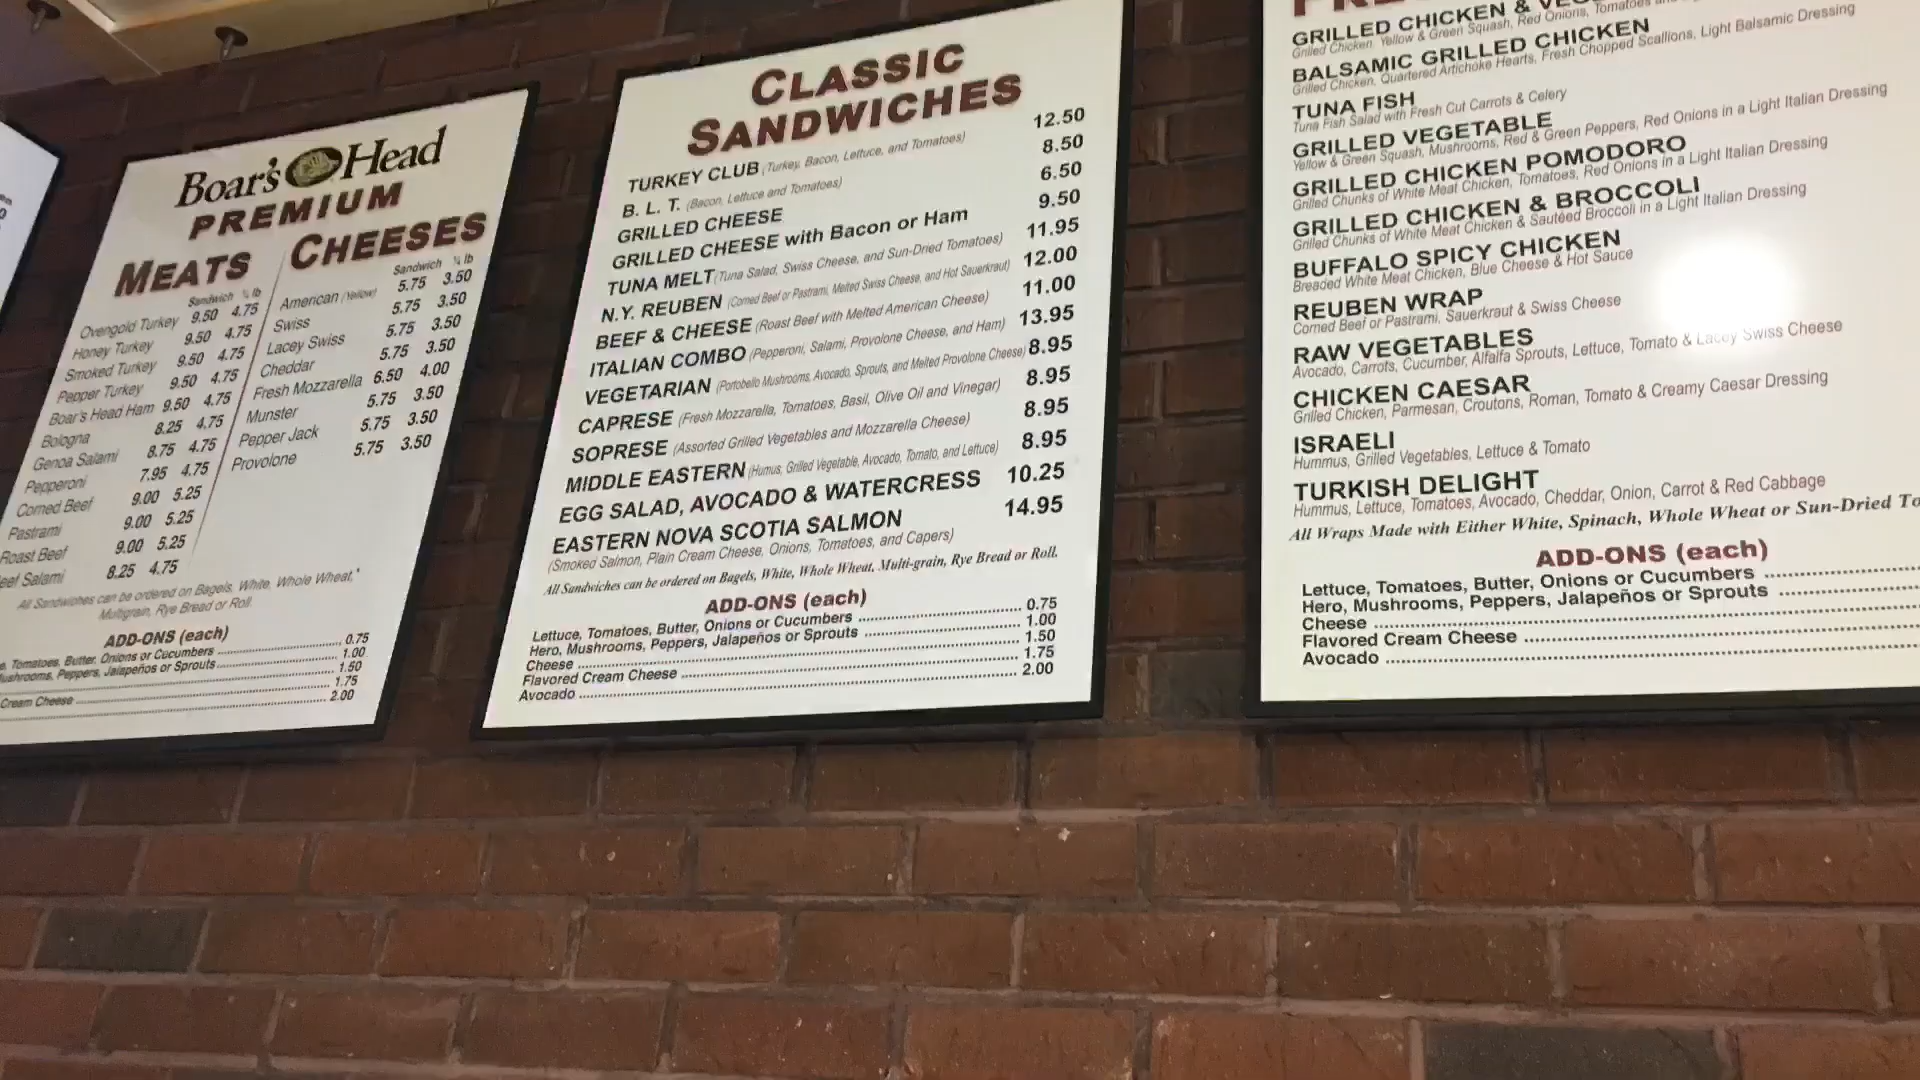 Boar's Head
PREMIUM
MEATS
Sandwich ¼ lb
Ovengold Turkey 9.50 4.75
Honey Turkey 9.50 4.75
Smoked Turkey 9.50 4.75
Pepper Turkey 9.50 4.75
Boar's Head Ham 9.50 4.75
Bologna 8.25 4.75
Genoa Salami 8.75 4.75
Pepperoni 7.95 4.75
Corned Beef 9.00 5.25
Pastrami 9.00 5.25
Roast Beef 9.00 5.25
Salami 8.25 4.75
CHEESES
Sandwich ¼ lb
American (Yellow) 5.75 3.50
Swiss 5.75 3.50
Lacey Swiss 5.75 3.50
Cheddar 5.75 3.50
Fresh Mozzarella 6.50 4.00
Munster 5.75 3.50
Pepper Jack 5.75 3.50
Provolone 5.75 3.50
All Sandwiches can be ordered on Bagels, White, Whole Wheat,
Multigrain, Rye Bread or Roll.
ADD-ONS (each)
Tomatoes, Butter, Onions or Cucumbers 0.75
Peppers, Jalapeños or Sprouts 1.00
1.50
Cream Cheese 1.75
2.00
CLASSIC
SANDWICHES
TURKEY CLUB (Turkey, Bacon, Lettuce, and Tomatoes) 12.50
B. L. T. (Bacon, Lettuce and Tomatoes) 8.50
GRILLED CHEESE 6.50
GRILLED CHEESE with Bacon or Ham 9.50
TUNA MELT (Tuna Salad, Swiss Cheese, and Sun-Dried Tomatoes) 11.95
N.Y. REUBEN (Corned Beef or Pastrami, Melted Swiss Cheese, and Hot Sauerkraut) 12.00
BEEF & CHEESE (Roast Beef with Melted American Cheese) 11.00
ITALIAN COMBO (Pepperoni, Salami, Provolone Cheese, and Ham) 13.95
VEGETARIAN (Portobello Mushrooms, Avocado, Sprouts, and Melted Provolone Cheese) 8.95
CAPRESE (Fresh Mozzarella, Tomatoes, Basil, Olive Oil and Vinegar) 8.95
SOPRESE (Assorted Grilled Vegetables and Mozzarella Cheese) 8.95
MIDDLE EASTERN (Humus, Grilled Vegetable, Avocado, Tomato, and Lettuce) 8.95
EGG SALAD, AVOCADO & WATERCRESS 10.25
EASTERN NOVA SCOTIA SALMON 14.95
(Smoked Salmon, Plain Cream Cheese, Onions, Tomatoes, and Capers)
All Sandwiches can be ordered on Bagels, White, Whole Wheat, Multi-grain, Rye Bread or Roll.
ADD-ONS (each)
Lettuce, Tomatoes, Butter, Onions or Cucumbers 0.75
Hero, Mushrooms, Peppers, Jalapeños or Sprouts 1.00
Cheese 1.50
Flavored Cream Cheese 1.75
Avocado 2.00
GRILLED CHICKEN &
Grilled Chicken, Yellow & Green Squash, Red Onions, Tomatoes
BALSAMIC GRILLED CHICKEN
Grilled Chicken, Quartered Artichoke Hearts, Fresh Chopped Scallions, Light Balsamic Dressing
TUNA FISH
Tuna Fish Salad with Fresh Cut Carrots & Celery
GRILLED VEGETABLE
Yellow & Green Squash, Mushrooms, Red & Green Peppers, Red Onions in a Light Italian Dressing
GRILLED CHICKEN POMODORO
Grilled Chunks of White Meat Chicken, Tomatoes, Red Onions in a Light Italian Dressing
GRILLED CHICKEN & BROCCOLI
Grilled Chunks of White Meat Chicken & Sautéed Broccoli in a Light Italian Dressing
BUFFALO SPICY CHICKEN
Breaded White Meat Chicken, Blue Cheese & Hot Sauce
REUBEN WRAP
Corned Beef or Pastrami, Sauerkraut & Swiss Cheese
RAW VEGETABLES
Avocado, Carrots, Cucumber, Alfalfa Sprouts, Lettuce, Tomato & Lacey Swiss Cheese
CHICKEN CAESAR
Grilled Chicken, Parmesan, Croutons, Roman, Tomato & Creamy Caesar Dressing
ISRAELI
Hummus, Grilled Vegetables, Lettuce & Tomato
TURKISH DELIGHT
Hummus, Lettuce, Tomatoes, Avocado, Cheddar, Onion, Carrot & Red Cabbage
All Wraps Made with Either White, Spinach, Whole Wheat or Sun-Dried
ADD-ONS (each)
Lettuce, Tomatoes, Butter, Onions or Cucumbers
Hero, Mushrooms, Peppers, Jalapeños or Sprouts
Cheese
Flavored Cream Cheese
Avocado